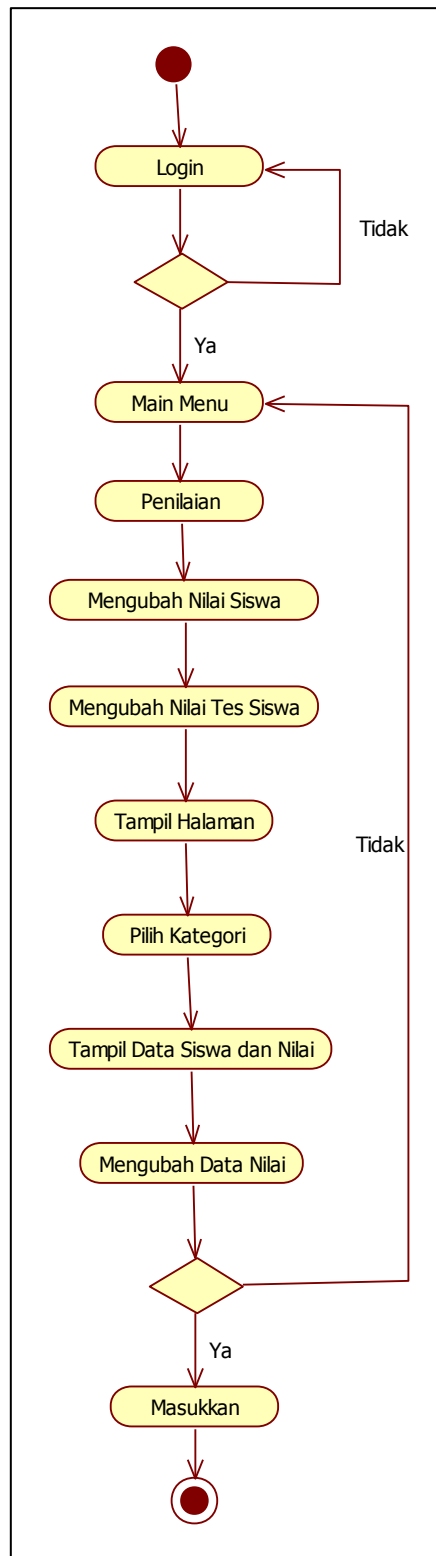 Login
Tidak
Ya
Main Menu
Penilaian
Mengubah Nilai Siswa
Mengubah Nilai Tes Siswa
Tampil Halaman
Tidak
Pilih Kategori
Tampil Data Siswa dan Nilai
Mengubah Data Nilai
Ya
Masukkan